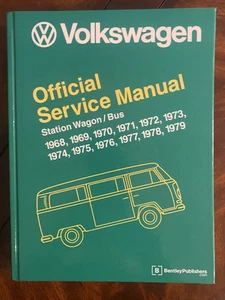 Volkswagen
Official
Service Manual
Station Wagon/Bus
1968, 1969, 1970, 1971, 1972, 1973,
1974, 1975, 1976, 1977, 1978, 1979
B BentleyPublishers
.com